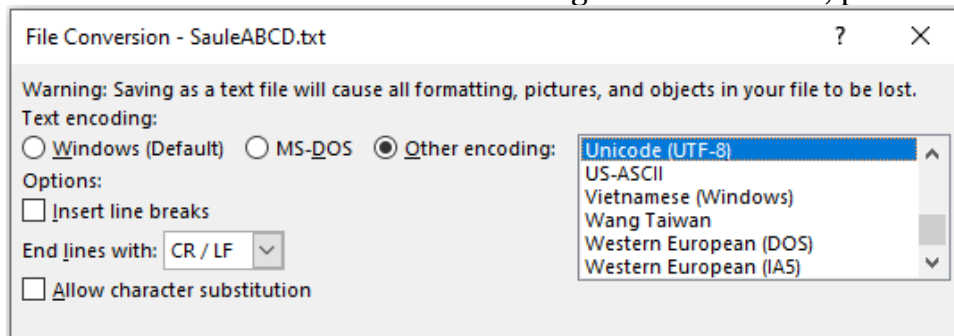 File Conversion - SauleABCD.txt ? ×
Warning: Saving as a text file will cause all formatting, pictures, and objects in your file to be lost.
Text encoding:
Windows (Default) MS-DOS Other encoding:
Unicode (UTF-8)
US-ASCII
Vietnamese (Windows)
Wang Taiwan
Western European (DOS)
Western European (IA5)
Options:
Insert line breaks
End lines with: CR / LF
Allow character substitution